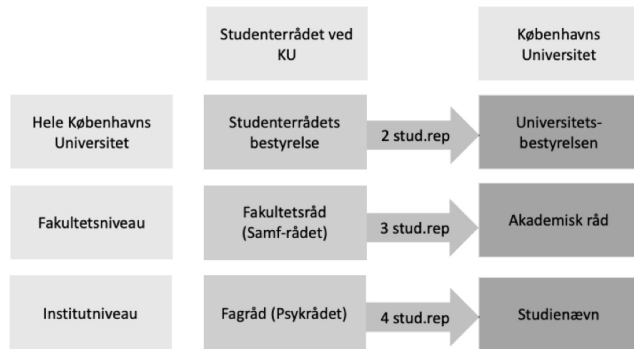 Studenterrådet ved
KU
Københavns
Universitet
Hele Københavns
Universitet
Studenterrådets
bestyrelse
2 stud.rep
Universitets-
bestyrelsen
Fakultetsniveau
Fakultetsråd
(Samf-rådet)
3 stud.rep
Akademisk råd
Institutniveau
Fagråd (Psykrådet)
4 stud.rep
Studienævn